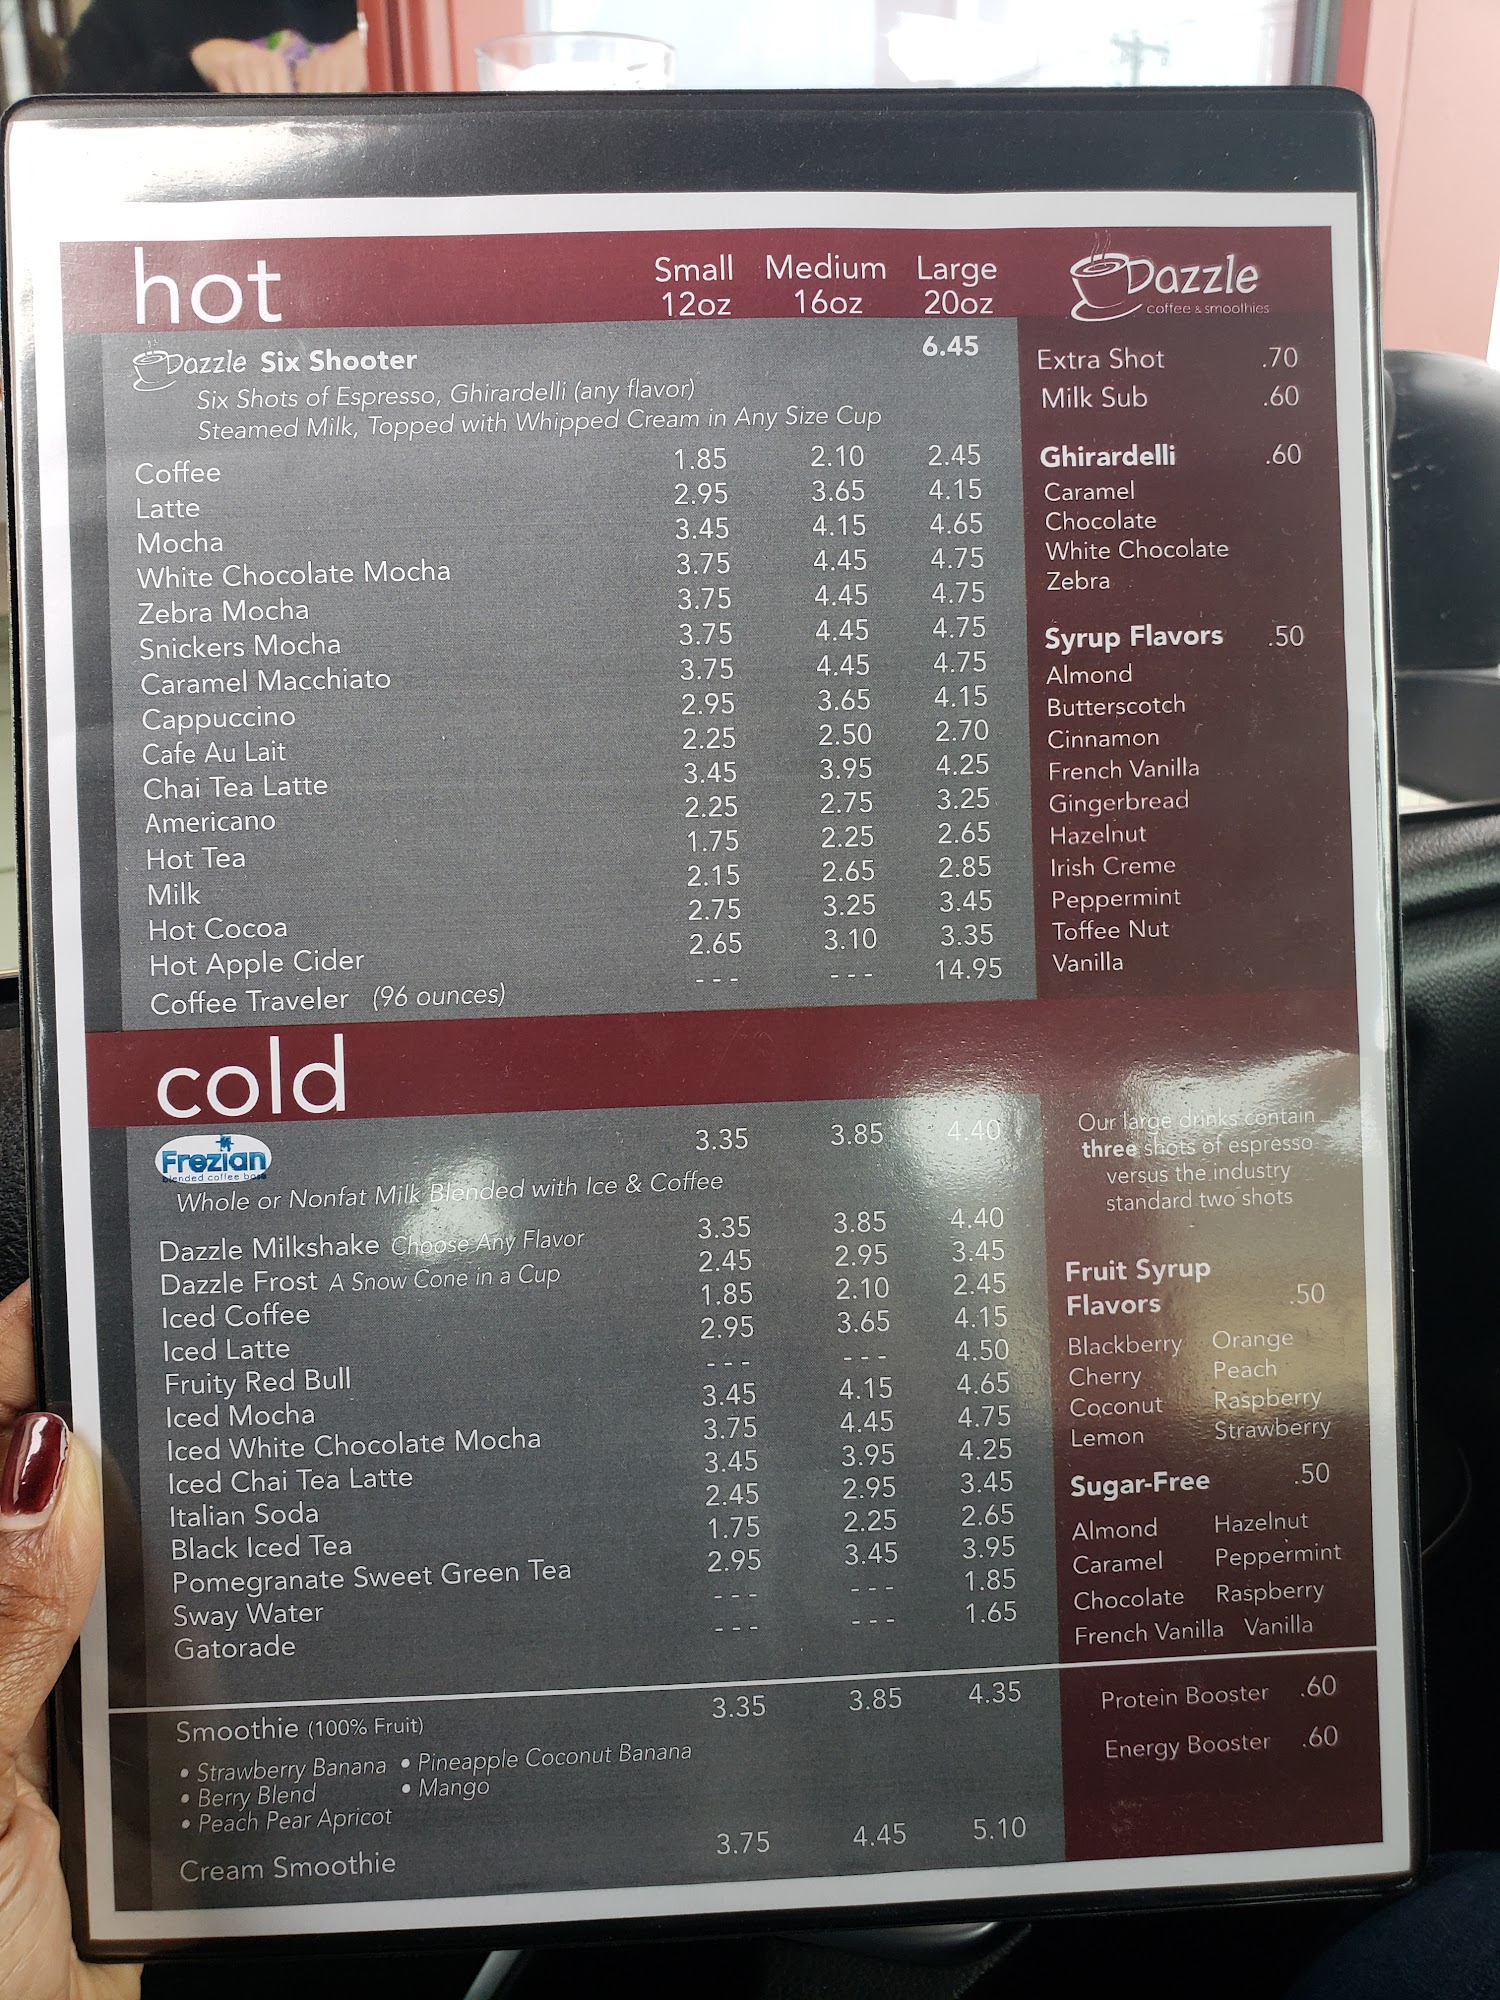 hot Small Medium Large
12oz 16oz 20oz
Dazzle Six Shooter 6.45
Six Shots of Espresso, Ghirardelli (any flavor)
Steamed Milk, Topped with Whipped Cream in Any Size Cup
Coffee 1.85 2.10 2.45
Latte 2.95 3.65 4.15
Mocha 3.45 4.15 4.65
White Chocolate Mocha 3.75 4.45 4.75
Zebra Mocha 3.75 4.45 4.75
Snickers Mocha 3.75 4.45 4.75
Caramel Macchiato 3.75 4.45 4.75
Cappuccino 2.95 3.65 4.15
Cafe Au Lait 2.25 2.50 2.70
Chai Tea Latte 3.45 3.95 4.25
Americano 2.25 2.75 3.25
Hot Tea 1.75 2.25 2.65
Milk 2.15 2.65 2.85
Hot Cocoa 2.75 3.25 3.45
Hot Apple Cider 2.65 3.10 3.35
Coffee Traveler (96 ounces) --- --- 14.95
Dazzle
coffee & smoothies
Extra Shot .70
Milk Sub .60
Ghirardelli .60
Caramel
Chocolate
White Chocolate
Zebra
Syrup Flavors .50
Almond
Butterscotch
Cinnamon
French Vanilla
Gingerbread
Hazelnut
Irish Creme
Peppermint
Toffee Nut
Vanilla
cold
Frezian 3.35 3.85 4.40
blended coffee base
Whole or Nonfat Milk Blended with Ice & Coffee
Dazzle Milkshake Choose Any Flavor 3.35 3.85 4.40
Dazzle Frost A Snow Cone in a Cup 2.45 2.95 3.45
Iced Coffee 1.85 2.10 2.45
Iced Latte 2.95 3.65 4.15
Fruity Red Bull --- --- 4.50
Iced Mocha 3.45 4.15 4.65
Iced White Chocolate Mocha 3.75 4.45 4.75
Iced Chai Tea Latte 3.45 3.95 4.25
Italian Soda 2.45 2.95 3.45
Black Iced Tea 1.75 2.25 2.65
Pomegranate Sweet Green Tea 2.95 3.45 3.95
Sway Water --- --- 1.85
Gatorade --- --- 1.65
Smoothie (100% Fruit) 3.35 3.85 4.35
• Strawberry Banana • Pineapple Coconut Banana
• Berry Blend • Mango
• Peach Pear Apricot
Cream Smoothie 3.75 4.45 5.10
Our large drinks contain
three shots of espresso
versus the industry
standard two shots
Fruit Syrup
Flavors .50
Blackberry Orange
Cherry Peach
Coconut Raspberry
Lemon Strawberry
Sugar-Free .50
Almond Hazelnut
Caramel Peppermint
Chocolate Raspberry
French Vanilla Vanilla
Protein Booster .60
Energy Booster .60